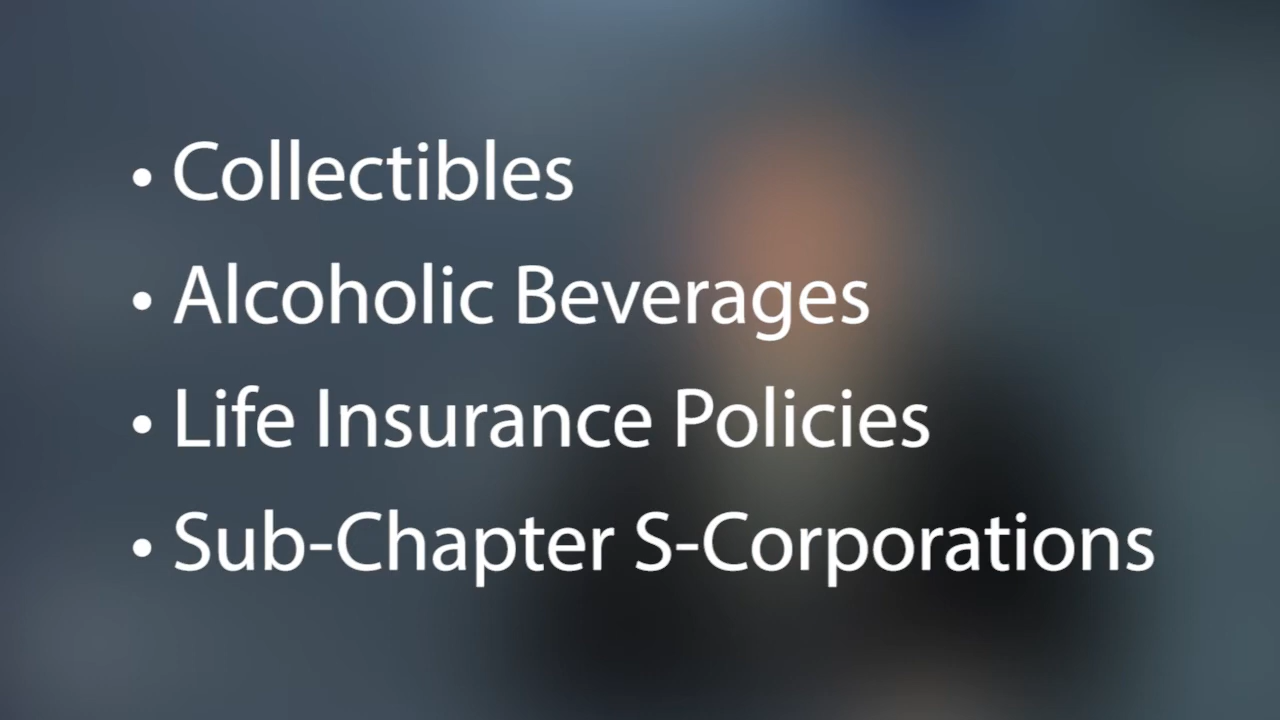 • Collectibles
• Alcoholic Beverages
• Life Insurance Policies
• Sub-Chapter S-Corporations